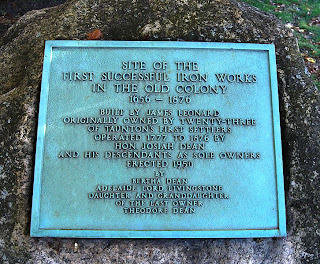 SITE OF THE
FIRST SUCCESSFUL IRON WORKS
IN THE OLD COLONY
1656 – 1876
BUILT BY JAMES LEONARD
ORIGINALLY OWNED BY TWENTY-THREE
OF TAUNTON'S FIRST SETTLERS
OPERATED 1777 TO 1876 BY
HON. JOSIAH DEAN
AND HIS DESCENDANTS AS SOLE OWNERS
ERECTED 1930
BY
BERTHA DEAN
ADELAIDE LORD LIVINGSTONE
DAUGHTER AND GRANDDAUGHTER
OF THE LAST OWNER
THEODORE DEAN